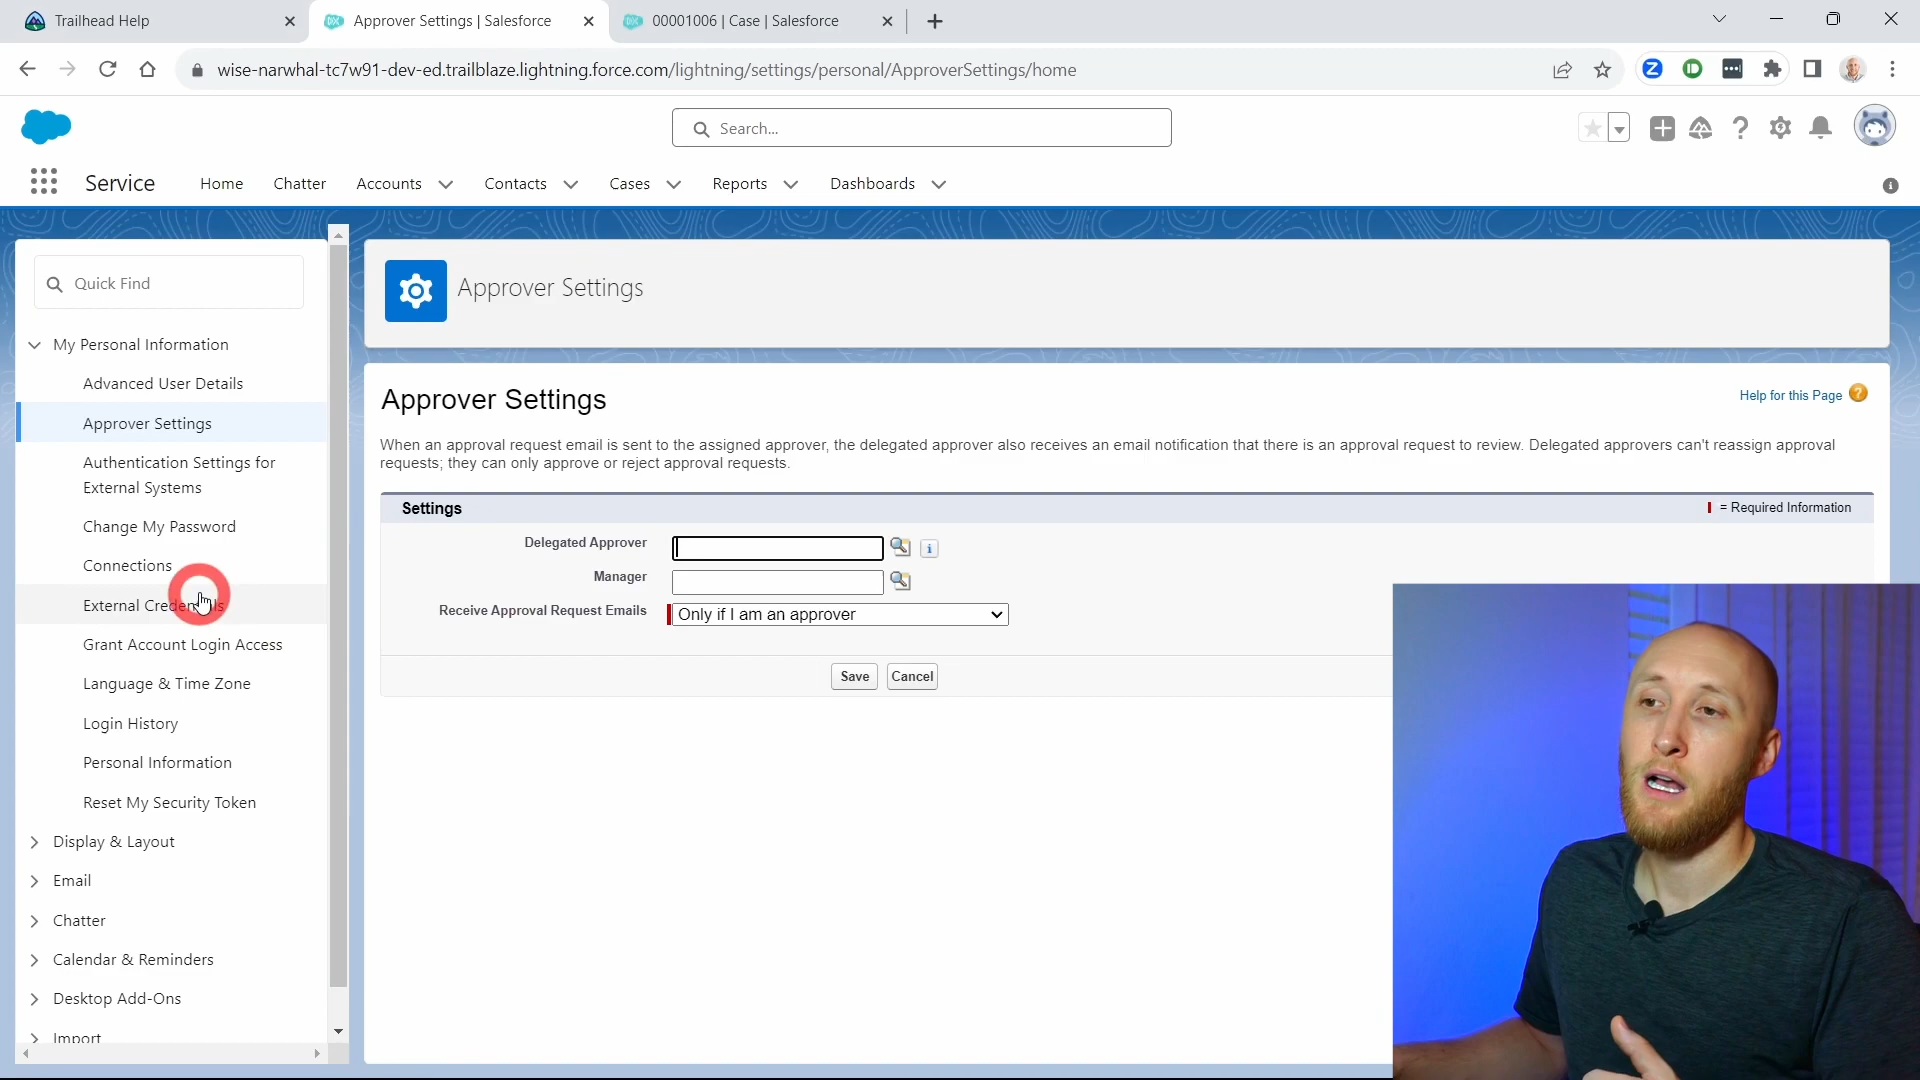 Trailhead Help
Approver Settings | Salesforce
00001006 | Case | Salesforce
wise-narwhal-tc7w91-dev-ed.trailblaze.lightning.force.com/lightning/settings/personal/ApproverSettings/home
Search...
Service
Home
Chatter
Accounts
Contacts
Cases
Reports
Dashboards
Quick Find
My Personal Information
Advanced User Details
Approver Settings
Authentication Settings for
External Systems
Change My Password
Connections
External Credentials
Grant Account Login Access
Language & Time Zone
Login History
Personal Information
Reset My Security Token
Display & Layout
Email
Chatter
Calendar & Reminders
Desktop Add-Ons
Import
Approver Settings
Approver Settings
Help for this Page
When an approval request email is sent to the assigned approver, the delegated approver also receives an email notification that there is an approval request to review. Delegated approvers can't reassign approval
requests; they can only approve or reject approval requests.
Settings
= Required Information
Delegated Approver
Manager
Receive Approval Request Emails
Only if I am an approver
Save
Cancel